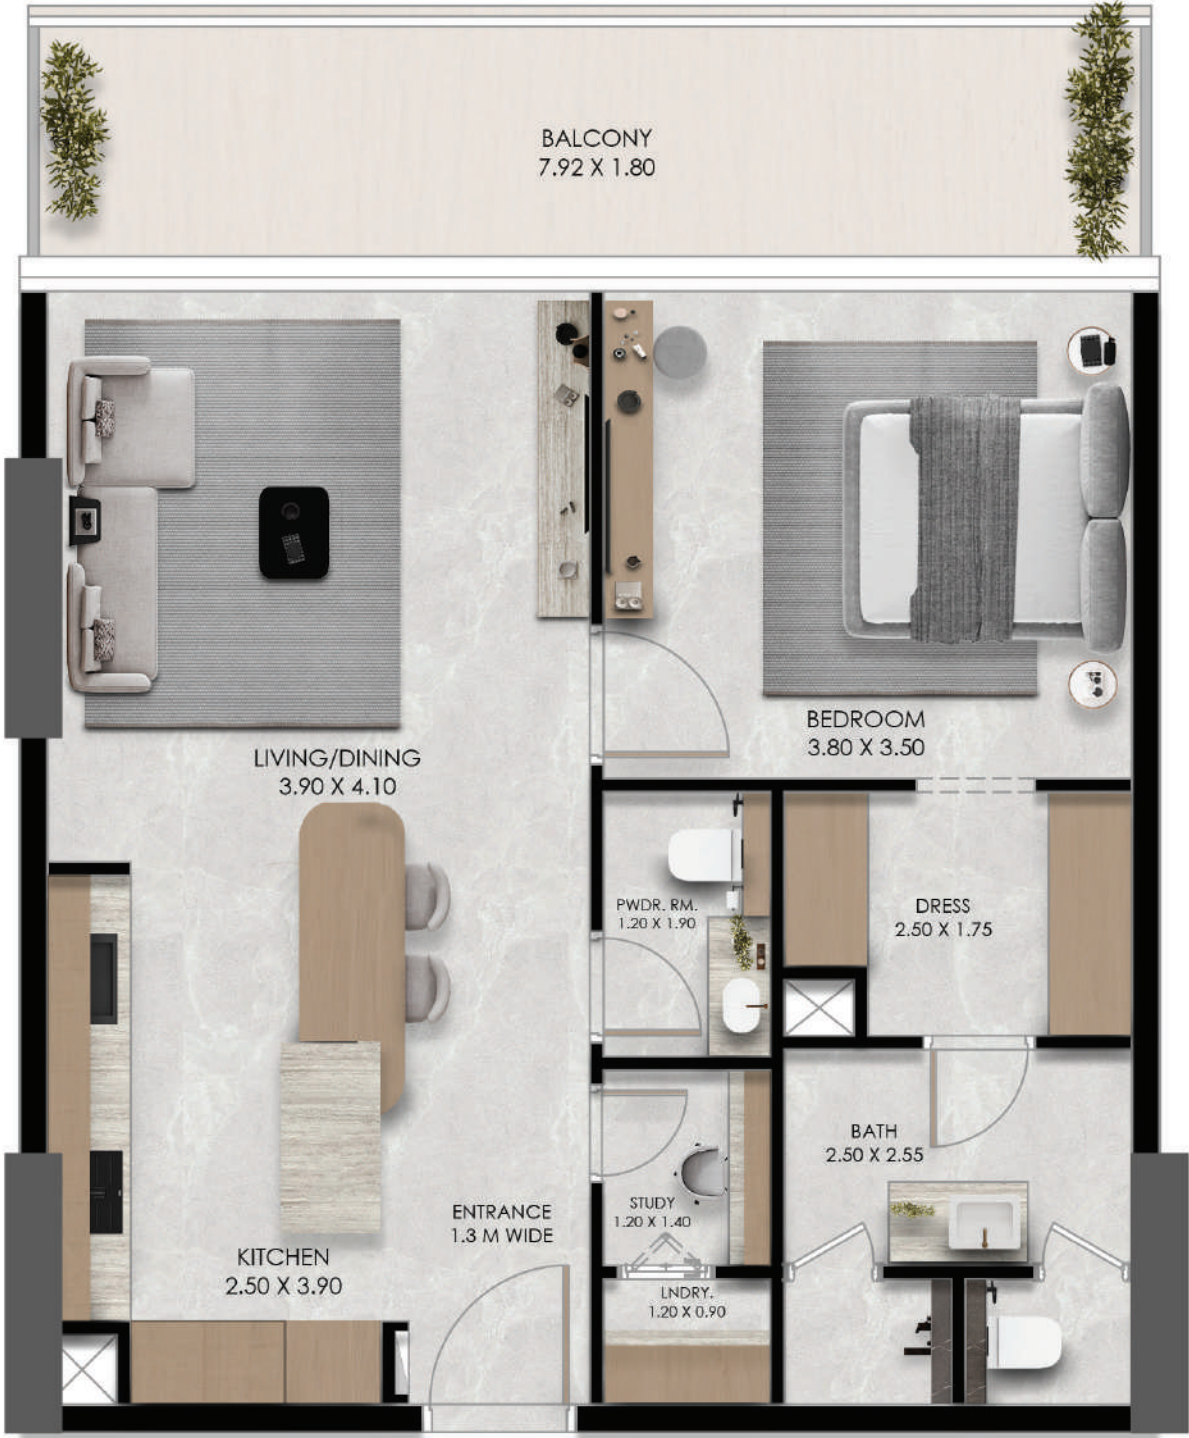 BALCONY
7.92 X 1.80
LIVING/DINING
3.90 X 4.10
BEDROOM
3.80 X 3.50
PWDR. RM.
1.20 X 1.90
DRESS
2.50 X 1.75
BATH
2.50 X 2.55
STUDY
1.20 X 1.40
ENTRANCE
1.3 M WIDE
KITCHEN
2.50 X 3.90
LNDRY.
1.20 X 0.90